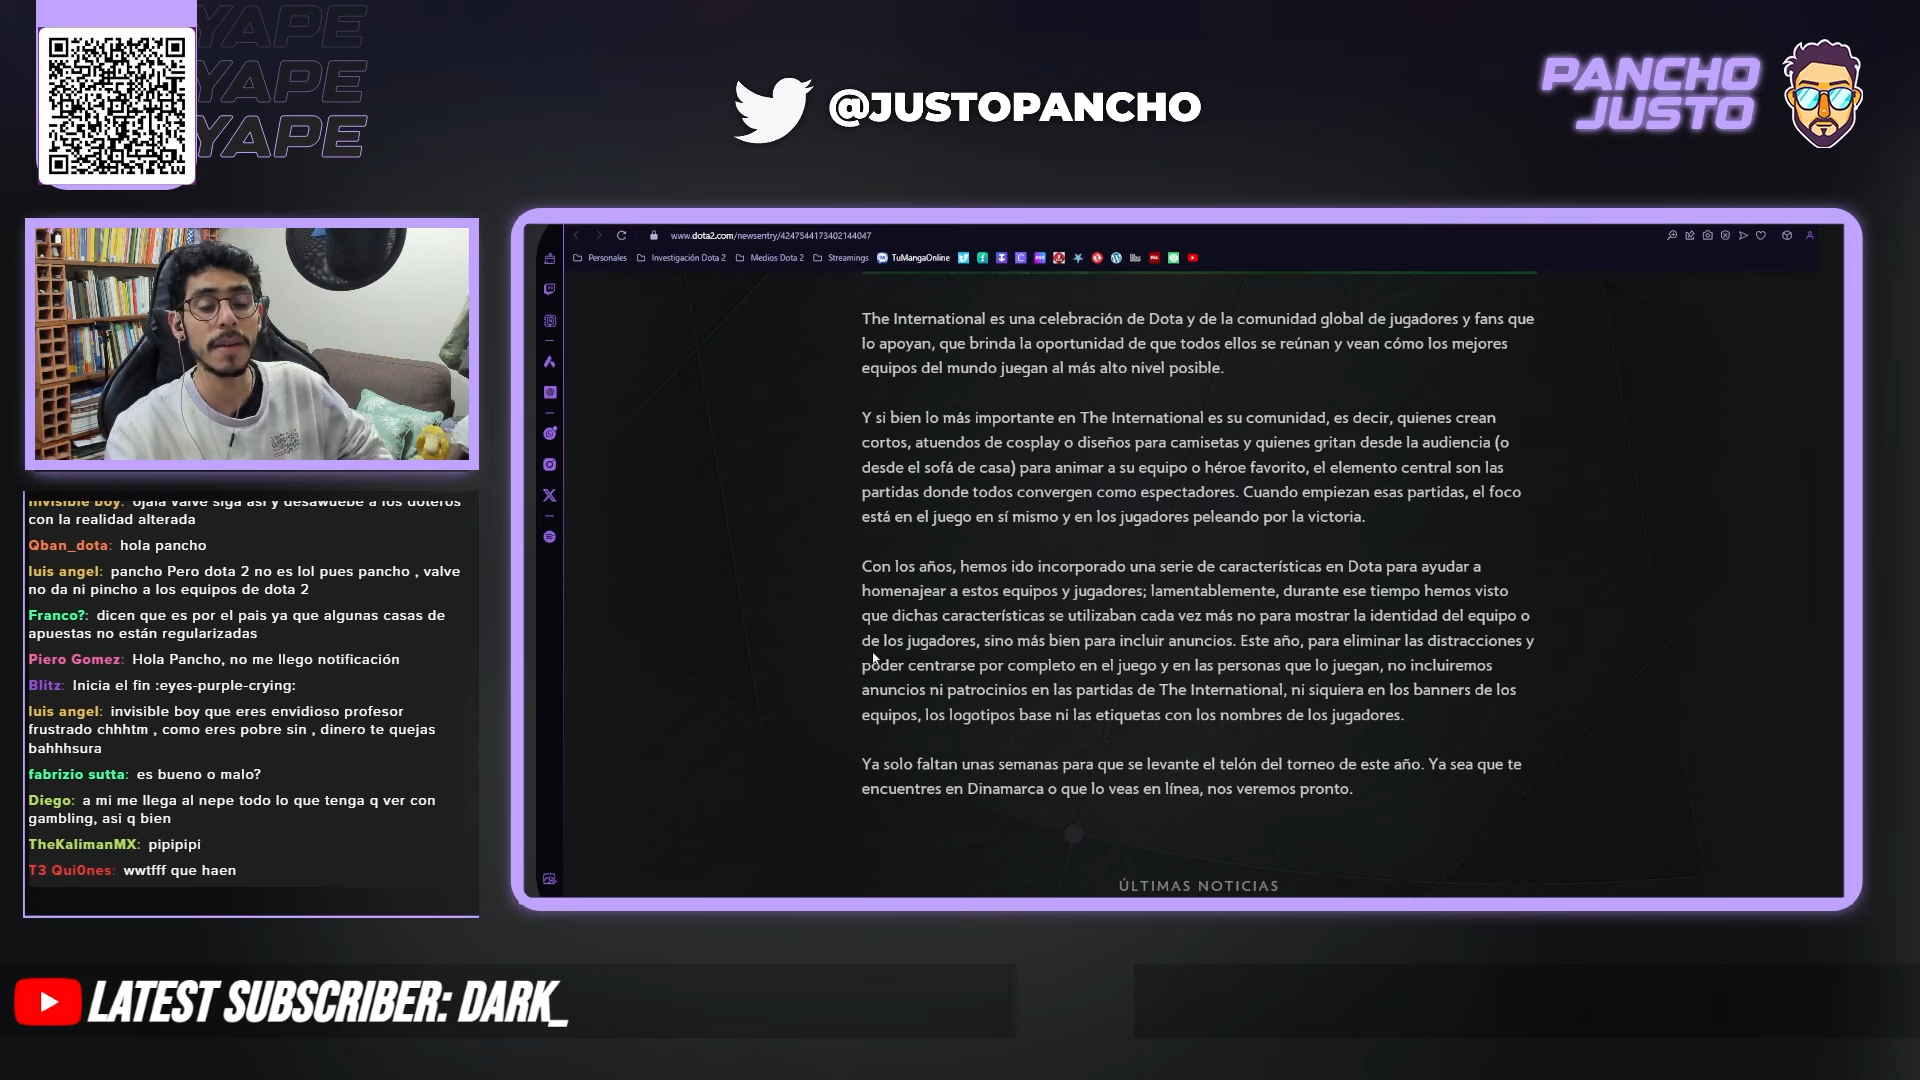 YAPE
YAPE
YAPE
@JUSTOPANCHO
PANCHO
JUSTO
invisible boy: ojala valve siga asi y desawuebe a los doteros
con la realidad alterada
Qban_dota: hola pancho
luis angel: pancho Pero dota 2 no es lol pues pancho , valve
no da ni pincho a los equipos de dota 2
Franco?: dicen que es por el pais ya que algunas casas de
apuestas no están regularizadas
Piero Gomez: Hola Pancho, no me llego notificación
Blitz: Inicia el fin :eyes-purple-crying:
luis angel: invisible boy que eres envidioso profesor
frustrado chhhtm , como eres pobre sin , dinero te quejas
bahhhsura
fabrizio sutta: es bueno o malo?
Diego: a mi me llega al nepe todo lo que tenga q ver con
gambling, asi q bien
TheKalimanMX: pipipipi
T3 Qui0nes: wwtfff que haen
www.dota2.com/newsentry/4247544173402144047
Personales Investigación Dota 2 Medios Dota 2 Streamings TuMangaOnline
The International es una celebración de Dota y de la comunidad global de jugadores y fans que
lo apoyan, que brinda la oportunidad de que todos ellos se reúnan y vean cómo los mejores
equipos del mundo juegan al más alto nivel posible.
Y si bien lo más importante en The International es su comunidad, es decir, quienes crean
cortos, atuendos de cosplay o diseños para camisetas y quienes gritan desde la audiencia (o
desde el sofá de casa) para animar a su equipo o héroe favorito, el elemento central son las
partidas donde todos convergen como espectadores. Cuando empiezan esas partidas, el foco
está en el juego en sí mismo y en los jugadores peleando por la victoria.
Con los años, hemos ido incorporado una serie de características en Dota para ayudar a
homenajear a estos equipos y jugadores; lamentablemente, durante ese tiempo hemos visto
que dichas características se utilizaban cada vez más no para mostrar la identidad del equipo o
de los jugadores, sino más bien para incluir anuncios. Este año, para eliminar las distracciones y
poder centrarse por completo en el juego y en las personas que lo juegan, no incluiremos
anuncios ni patrocinios en las partidas de The International, ni siquiera en los banners de los
equipos, los logotipos base ni las etiquetas con los nombres de los jugadores.
Ya solo faltan unas semanas para que se levante el telón del torneo de este año. Ya sea que te
encuentres en Dinamarca o que lo veas en línea, nos veremos pronto.
ÚLTIMAS NOTICIAS
LATEST SUBSCRIBER: DARK_